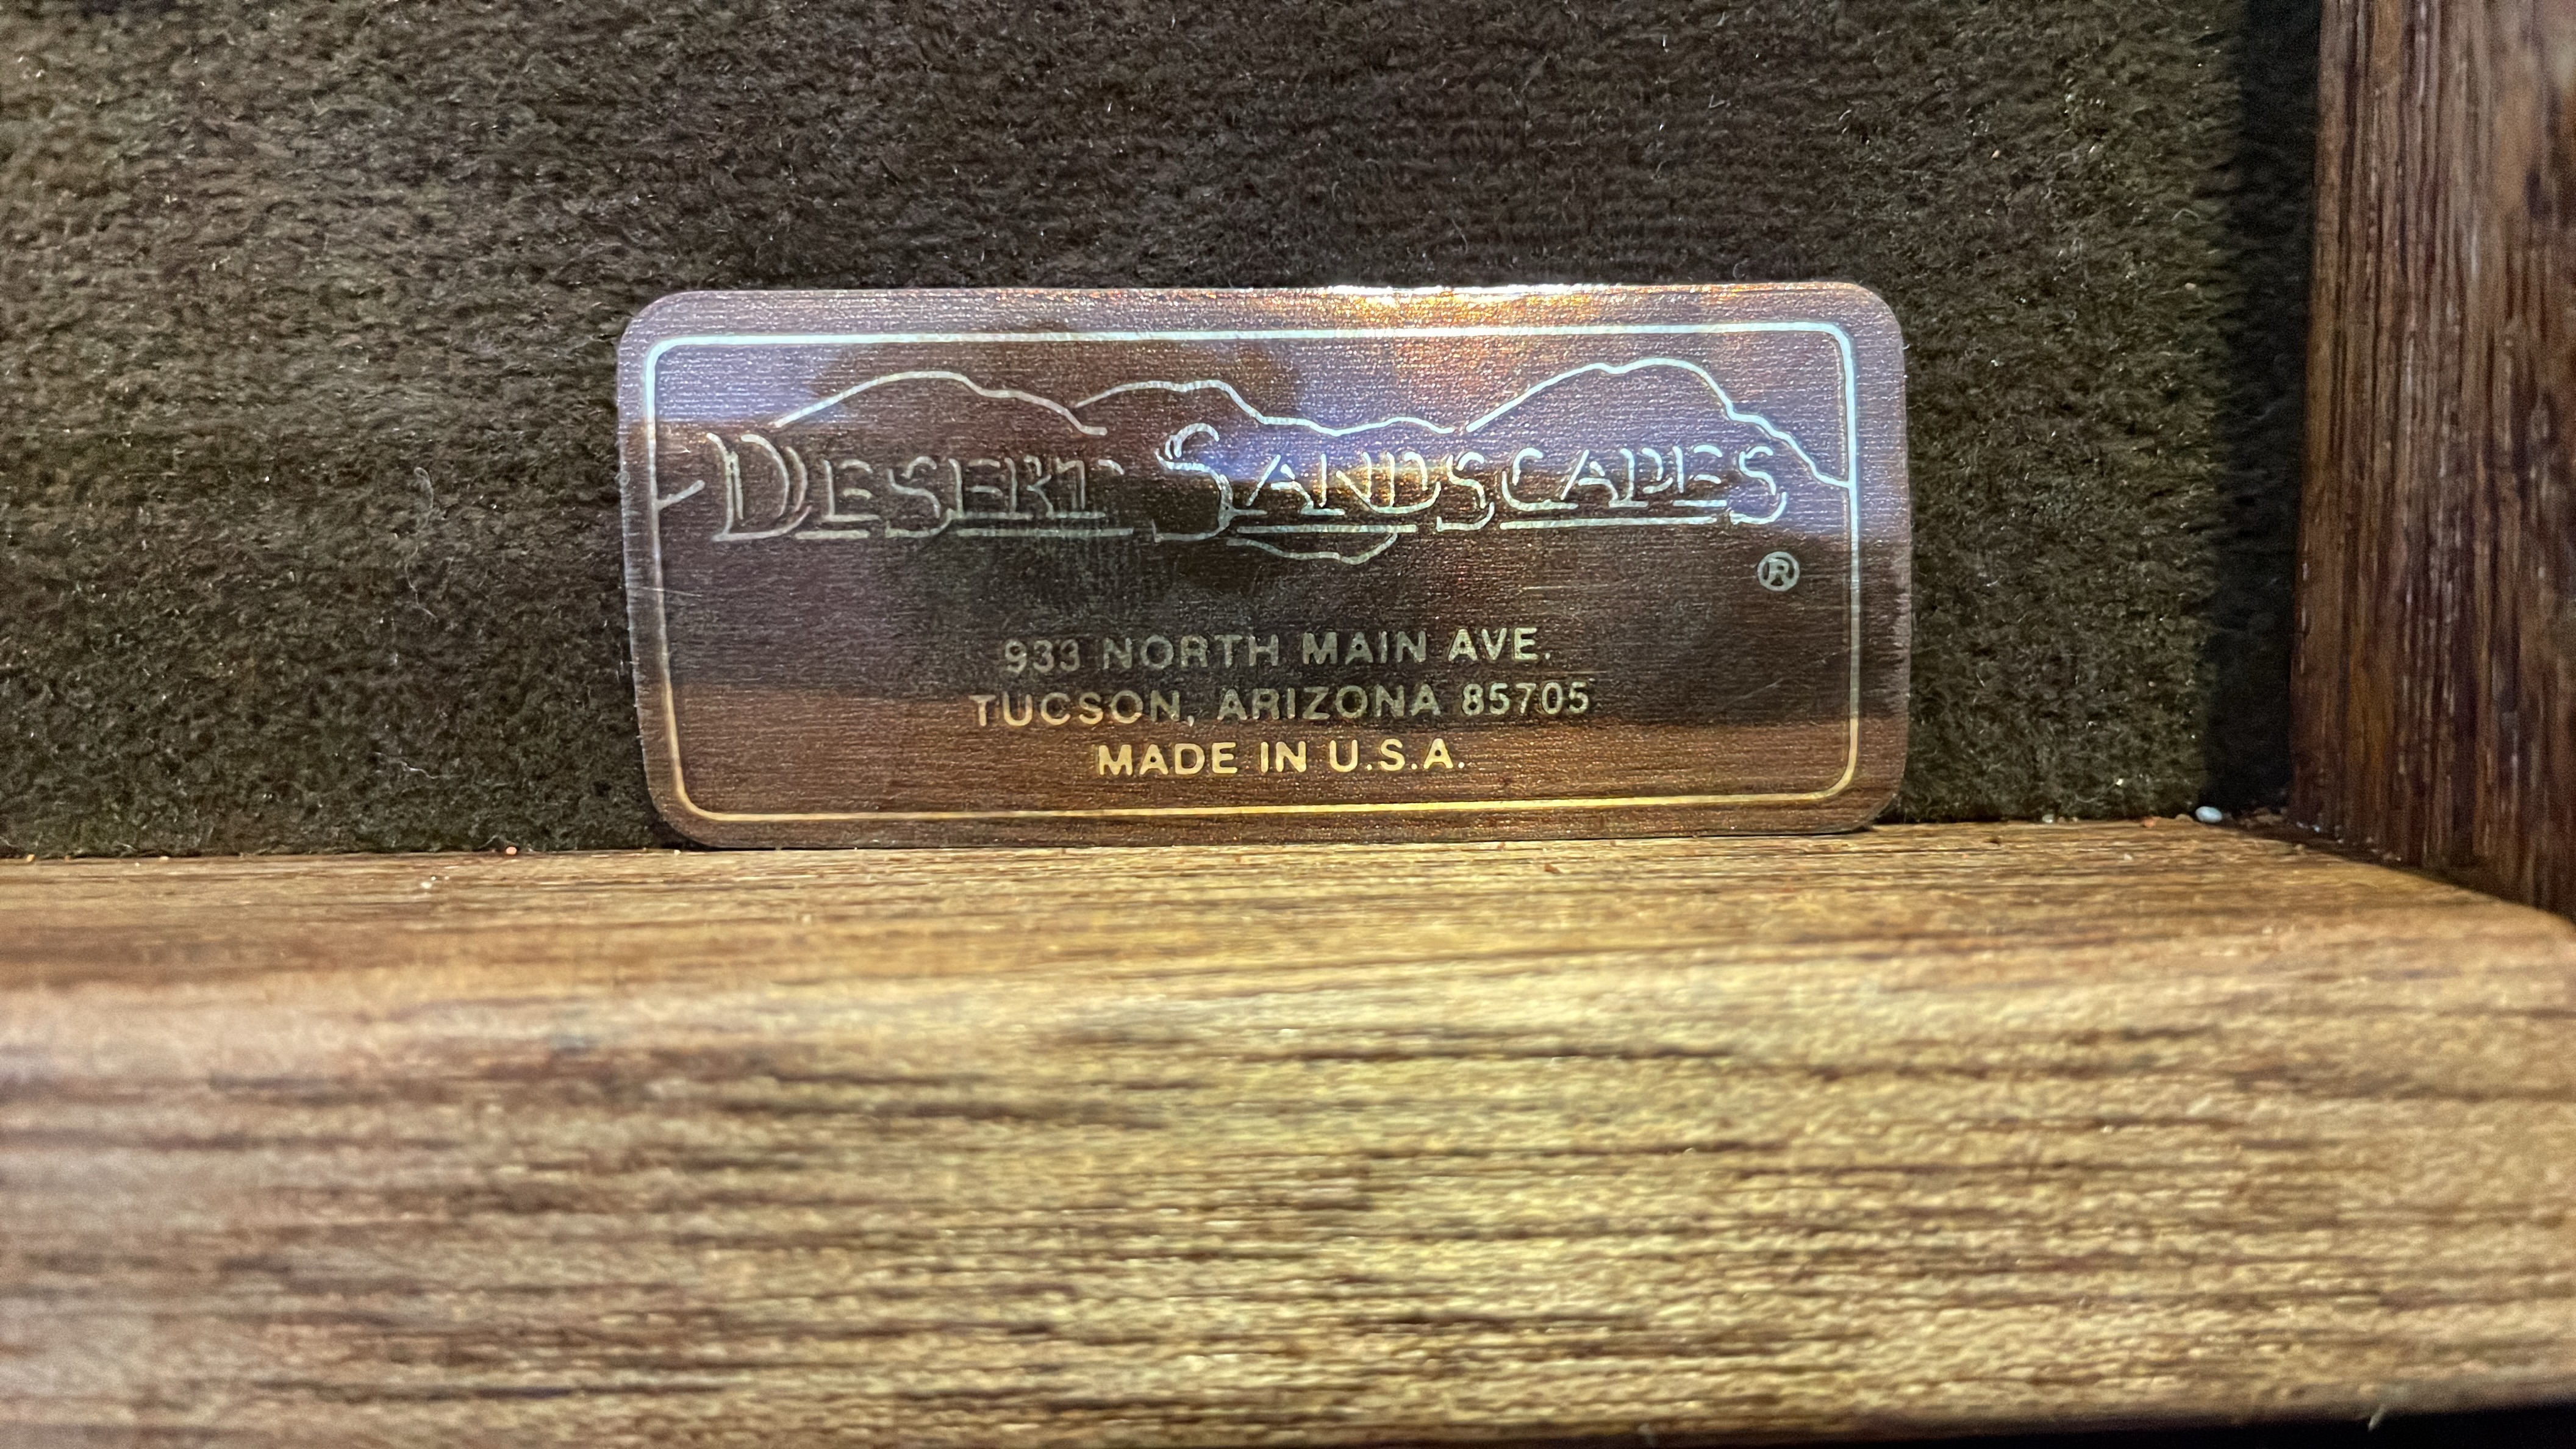 DESERT SANDSCAPES
®
933 NORTH MAIN AVE.
TUCSON, ARIZONA 85705
MADE IN U.S.A.